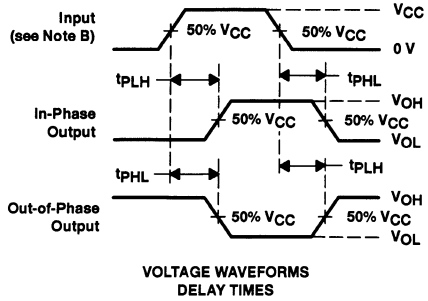 Input
(see Note B)
50% VCC
50% VCC
VCC
0 V
tPLH
tPHL
In-Phase
Output
50% VCC
50% VCC
VOH
VOL
tPHL
tPLH
Out-of-Phase
Output
50% VCC
50% VCC
VOH
VOL
VOLTAGE WAVEFORMS
DELAY TIMES